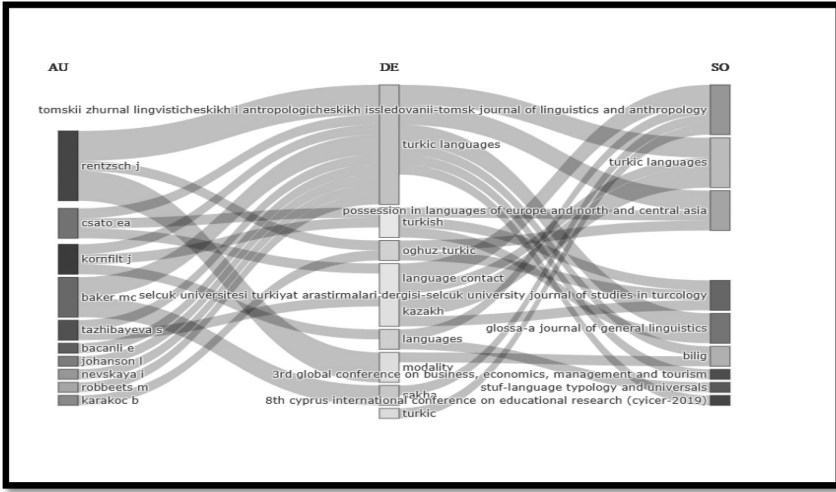 AU
DE
SO
rentzsch j
csato ea
kornfilt j
baker mc
tazhibayeva s
bacanli e
johanson l
nevskaya i
robbeets m
karakoc b
turkic languages
turkish
oghuz turkic
language contact
kazakh
languages
modality
sakha
turkic
tomskii zhurnal lingvisticheskikh i antropologicheskikh issledovanii-tomsk journal of linguistics and anthropology
turkic languages
possession in languages of europe and north and central asia
selcuk universitesi turkiyat arastirmalari dergisi-selcuk university journal of studies in turcology
glossa-a journal of general linguistics
bilig
3rd global conference on business, economics, management and tourism
stuf-language typology and universals
8th cyprus international conference on educational research (cyicer-2019)